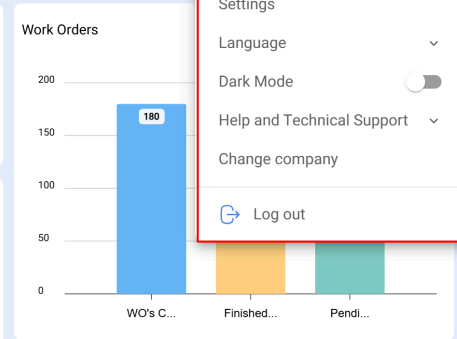 Settings
Work Orders
Language
Dark Mode
Help and Technical Support
Change company
Log out
200
150
100
50
0
180
WO's C...
Finished...
Pendi...